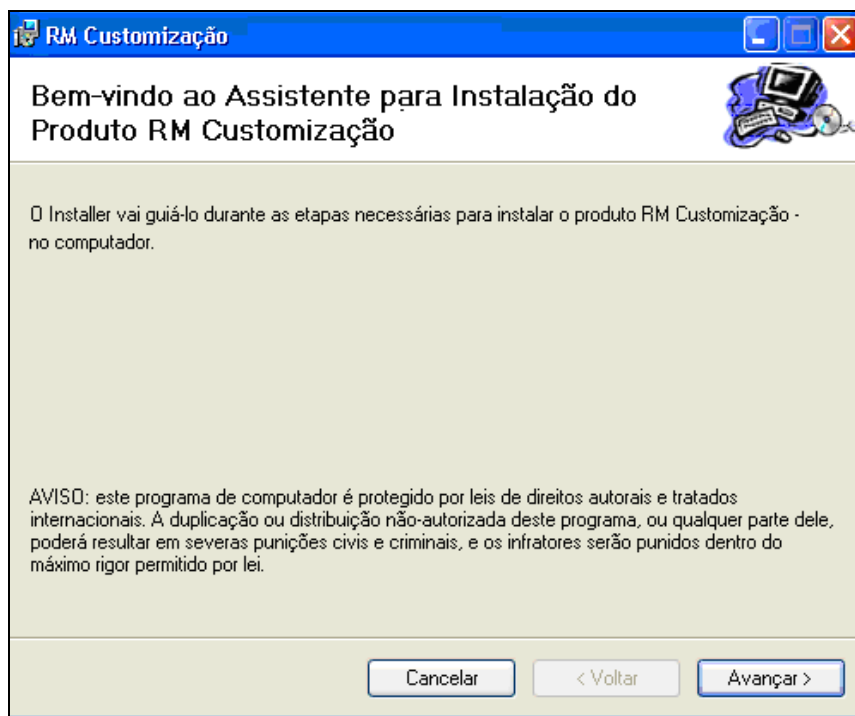 RM Customização
Bem-vindo ao Assistente para Instalação do
Produto RM Customização
O Installer vai guiá-lo durante as etapas necessárias para instalar o produto RM Customização -
no computador.
AVISO: este programa de computador é protegido por leis de direitos autorais e tratados
internacionais. A duplicação ou distribuição não-autorizada deste programa, ou qualquer parte dele,
poderá resultar em severas punições civis e criminais, e os infratores serão punidos dentro do
máximo rigor permitido por lei.
Cancelar < Voltar Avançar >